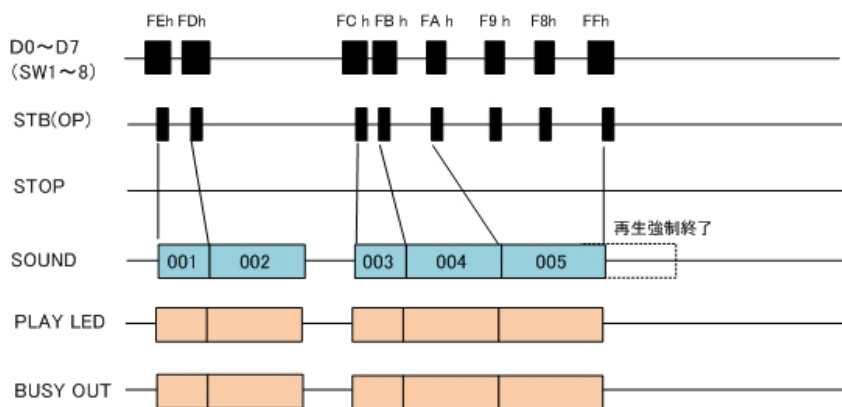 FEh FDh FC h FB h FA h F9 h F8h FFh
D0～D7
(SW1～8)
STB(OP)
STOP
再生強制終了
SOUND 001 002 003 004 005
PLAY LED
BUSY OUT